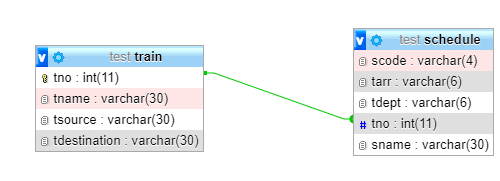 test train
tno : int(11)
tname : varchar(30)
tsource : varchar(30)
tdestination : varchar(30)
test schedule
scode : varchar(4)
tarr : varchar(6)
tdept : varchar(6)
# tno : int(11)
sname : varchar(30)